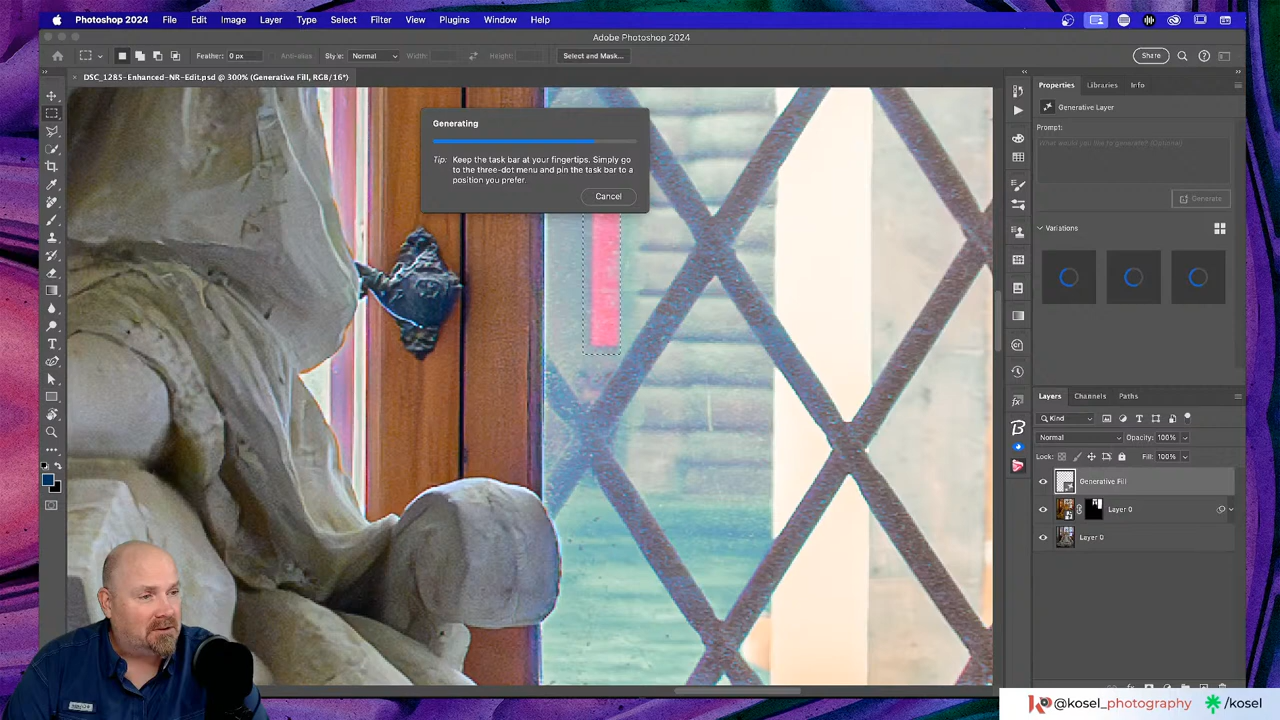 Photoshop 2024 File Edit Image Layer Type Select Filter View Plugins Window Help
Adobe Photoshop 2024
Feather: 0 px Anti-alias Style: Normal Width: Height: Select and Mask... Share
DSC_1285-Enhanced-NR-Edit.psd @ 300% (Generative Fill, RGB/16*)
Properties Libraries Info
Generative Layer
Prompt:
What would you like to generate? (Optional)
Generate
Variations
Generating
Tip: Keep the task bar at your fingertips. Simply go
to the three-dot menu and pin the task bar to a
position you prefer.
Cancel
Layers Channels Paths
Kind
Normal Opacity: 100%
Lock: Fill: 100%
Generative Fill
Layer 0
Layer 0
@kosel_photography /kosel